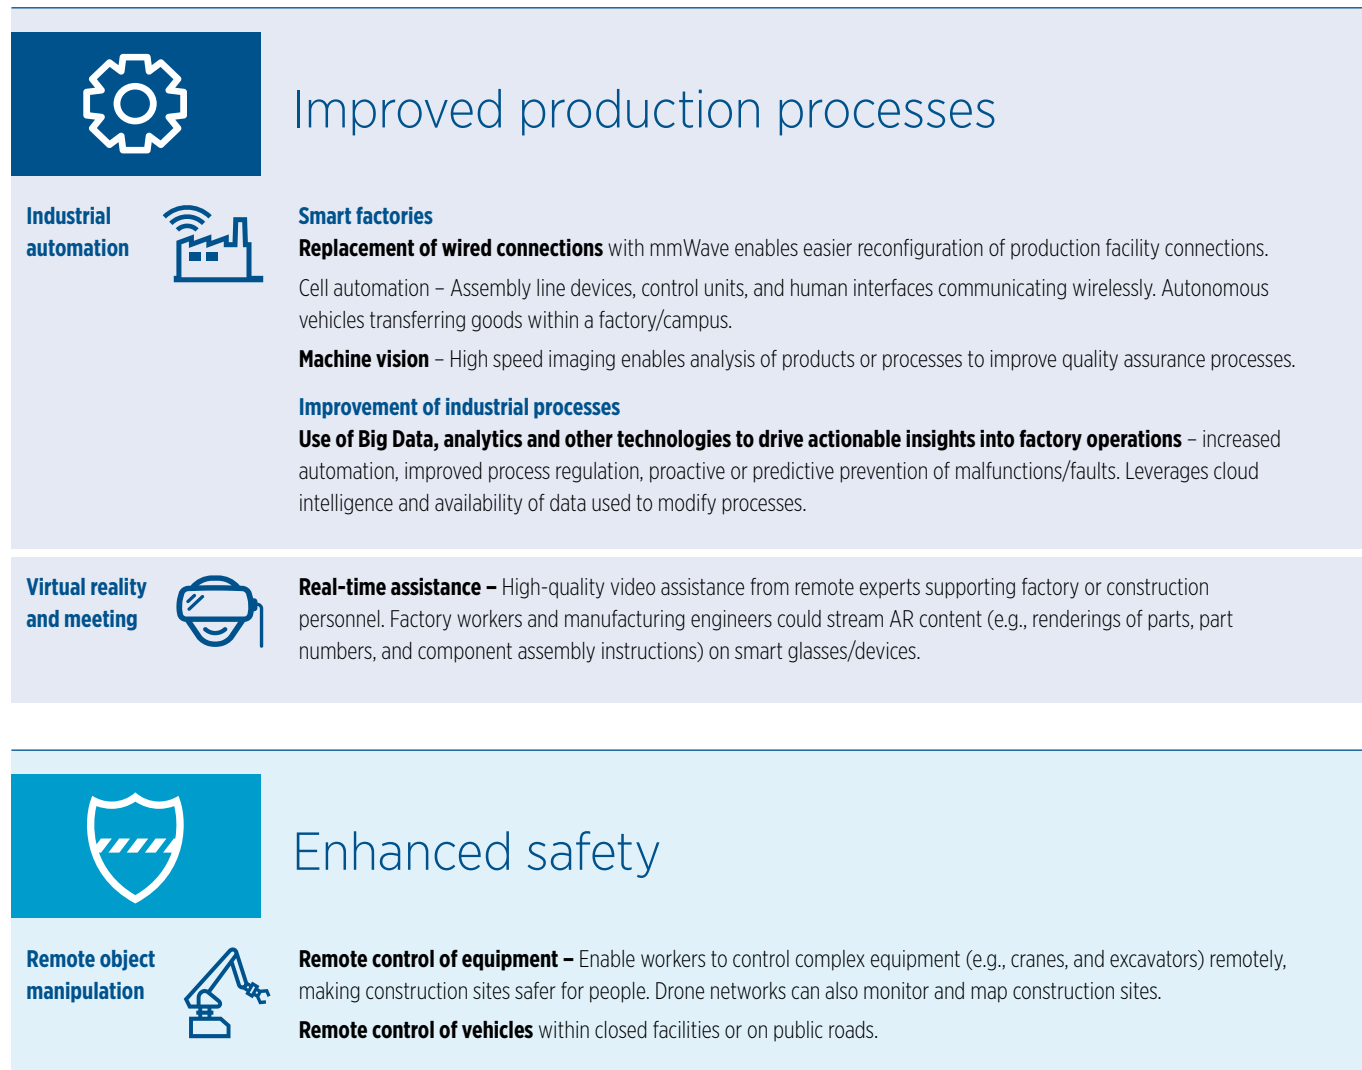 Improved production processes
Industrial
automation
Smart factories
Replacement of wired connections with mmWave enables easier reconfiguration of production facility connections.
Cell automation – Assembly line devices, control units, and human interfaces communicating wirelessly. Autonomous
vehicles transferring goods within a factory/campus.
Machine vision – High speed imaging enables analysis of products or processes to improve quality assurance processes.
Improvement of industrial processes
Use of Big Data, analytics and other technologies to drive actionable insights into factory operations – increased
automation, improved process regulation, proactive or predictive prevention of malfunctions/faults. Leverages cloud
intelligence and availability of data used to modify processes.
Virtual reality
and meeting
Real-time assistance – High-quality video assistance from remote experts supporting factory or construction
personnel. Factory workers and manufacturing engineers could stream AR content (e.g., renderings of parts, part
numbers, and component assembly instructions) on smart glasses/devices.
Enhanced safety
Remote object
manipulation
Remote control of equipment – Enable workers to control complex equipment (e.g., cranes, and excavators) remotely,
making construction sites safer for people. Drone networks can also monitor and map construction sites.
Remote control of vehicles within closed facilities or on public roads.